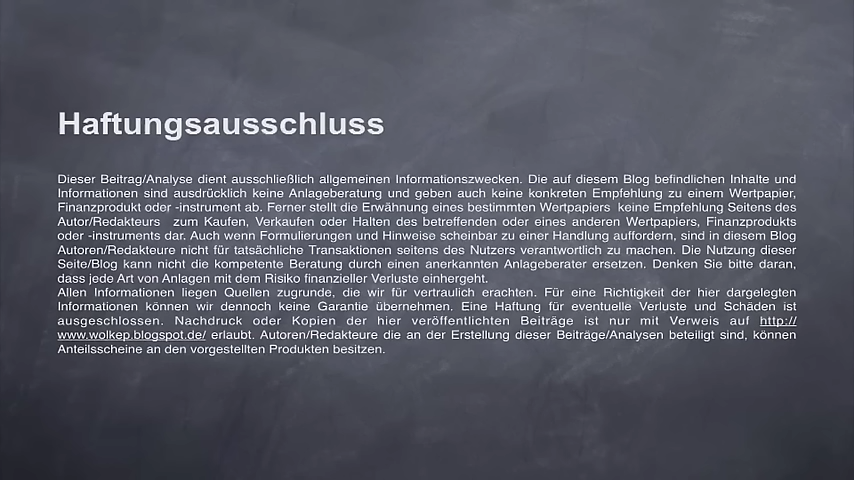 Haftungsausschluss
Dieser Beitrag/Analyse dient ausschließlich allgemeinen Informationszwecken. Die auf diesem Blog befindlichen Inhalte und
Informationen sind ausdrücklich keine Anlageberatung und geben auch keine konkreten Empfehlung zu einem Wertpapier,
Finanzprodukt oder -instrument ab. Ferner stellt die Erwähnung eines bestimmten Wertpapiers keine Empfehlung Seitens des
Autor/Redakteurs zum Kaufen, Verkaufen oder Halten des betreffenden oder eines anderen Wertpapiers, Finanzprodukts
oder -instruments dar. Auch wenn Formulierungen und Hinweise scheinbar zu einer Handlung auffordern, sind in diesem Blog
Autoren/Redakteure nicht für tatsächliche Transaktionen seitens des Nutzers verantwortlich zu machen. Die Nutzung dieser
Seite/Blog kann nicht die kompetente Beratung durch einen anerkannten Anlageberater ersetzen. Denken Sie bitte daran,
dass jede Art von Anlagen mit dem Risiko finanzieller Verluste einhergeht.
Allen Informationen liegen Quellen zugrunde, die wir für vertraulich erachten. Für eine Richtigkeit der hier dargelegten
Informationen können wir dennoch keine Garantie übernehmen. Eine Haftung für eventuelle Verluste und Schäden ist
ausgeschlossen. Nachdruck oder Kopien der hier veröffentlichten Beiträge ist nur mit Verweis auf http://
www.wolkep.blogspot.de/ erlaubt. Autoren/Redakteure die an der Erstellung dieser Beiträge/Analysen beteiligt sind, können
Anteilsscheine an den vorgestellten Produkten besitzen.